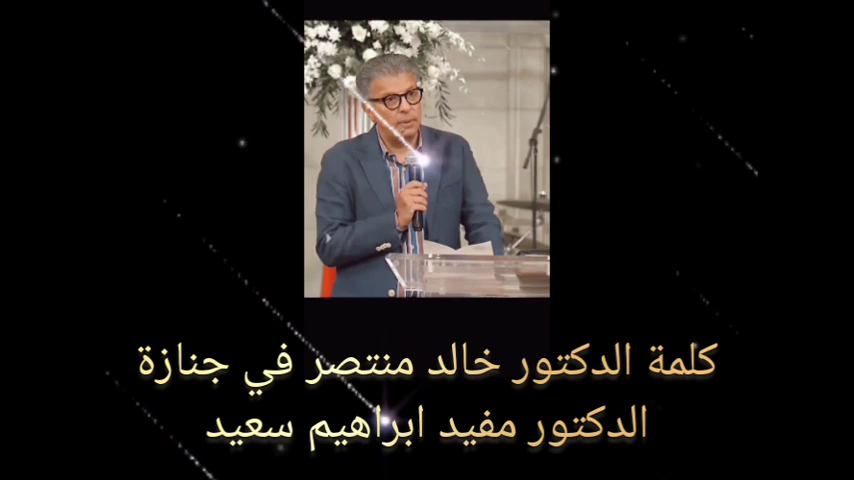 كلمة الدكتور خالد منتصر في جنازة
الدكتور مفيد ابراهيم سعيد